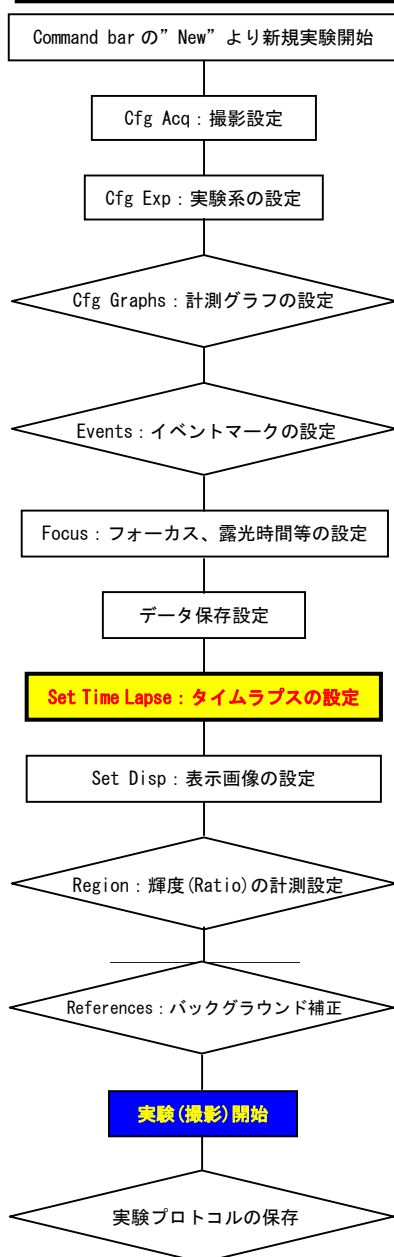 Command bar の”New”より新規実験開始
Cfg Acq：撮影設定
Cfg Exp：実験系の設定
Cfg Graphs：計測グラフの設定
Events：イベントマークの設定
Focus：フォーカス、露光時間等の設定
データ保存設定
Set Time Lapse：タイムラプスの設定
Set Disp：表示画像の設定
Region：輝度(Ratio)の計測設定
References：バックグラウンド補正
実験(撮影)開始
実験プロトコルの保存